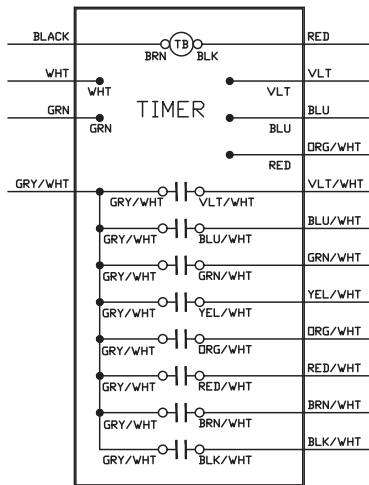 BLACK BRN TB BLK RED
WHT WHT VLT VLT
GRN GRN TIMER BLU BLU
RED ORG/WHT
GRY/WHT GRY/WHT VLT/WHT VLT/WHT
GRY/WHT BLU/WHT BLU/WHT
GRY/WHT GRN/WHT GRN/WHT
GRY/WHT YEL/WHT YEL/WHT
GRY/WHT ORG/WHT ORG/WHT
GRY/WHT RED/WHT RED/WHT
GRY/WHT BRN/WHT BRN/WHT
GRY/WHT BLK/WHT BLK/WHT